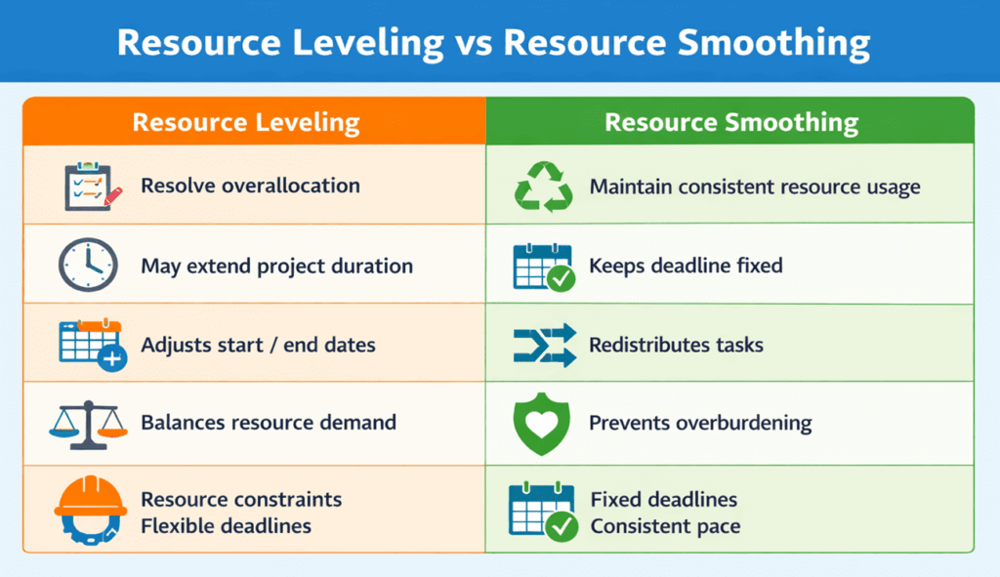 Resource Leveling vs Resource Smoothing
Resource Leveling
Resource Smoothing
Resolve overallocation
Maintain consistent resource usage
May extend project duration
Keeps deadline fixed
Adjusts start / end dates
Redistributes tasks
Balances resource demand
Prevents overburdening
Resource constraints
Flexible deadlines
Fixed deadlines
Consistent pace